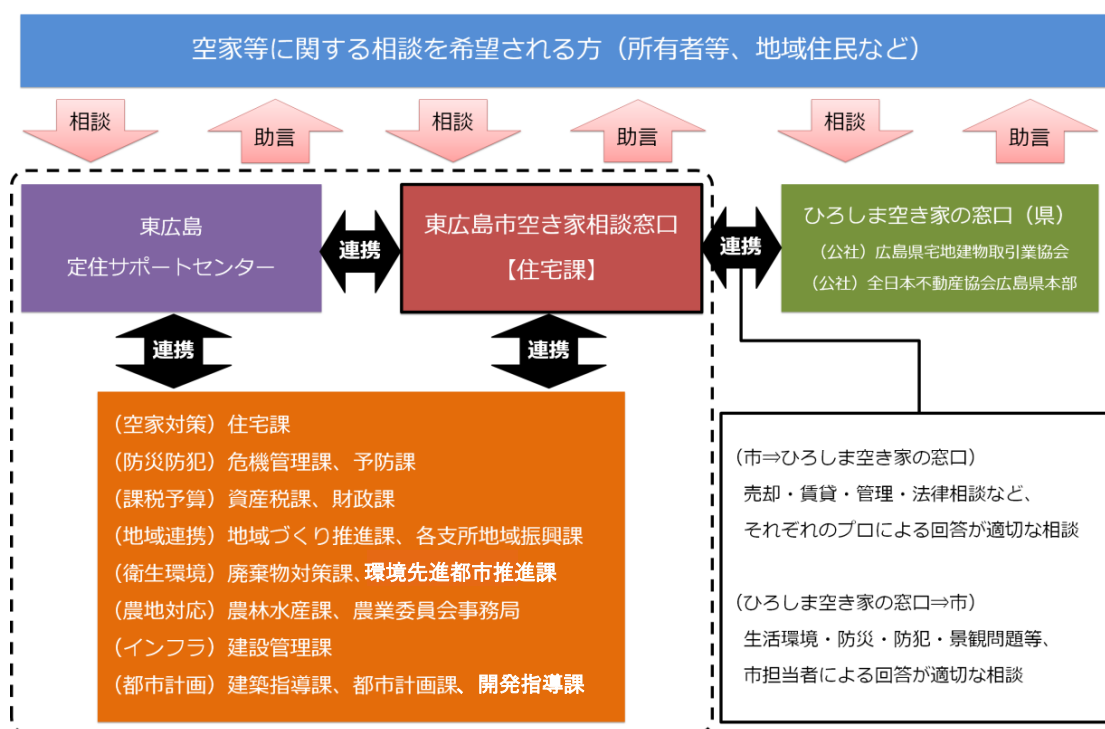 空家等に関する相談を希望される方（所有者等、地域住民など）
相談
助言
相談
助言
相談
助言
東広島
定住サポートセンター
連携
東広島市空き家相談窓口
【住宅課】
連携
ひろしま空き家の窓口（県）
（公社）広島県宅地建物取引業協会
（公社）全日本不動産協会広島県本部
連携
連携
（空家対策）住宅課
（防災防犯）危機管理課、予防課
（課税予算）資産税課、財政課
（地域連携）地域づくり推進課、各支所地域振興課
（衛生環境）廃棄物対策課、環境先進都市推進課
（農地対応）農林水産課、農業委員会事務局
（インフラ）建設管理課
（都市計画）建築指導課、都市計画課、開発指導課
（市⇒ひろしま空き家の窓口）
売却・賃貸・管理・法律相談など、
それぞれのプロによる回答が適切な相談
（ひろしま空き家の窓口⇒市）
生活環境・防災・防犯・景観問題等、
市担当者による回答が適切な相談